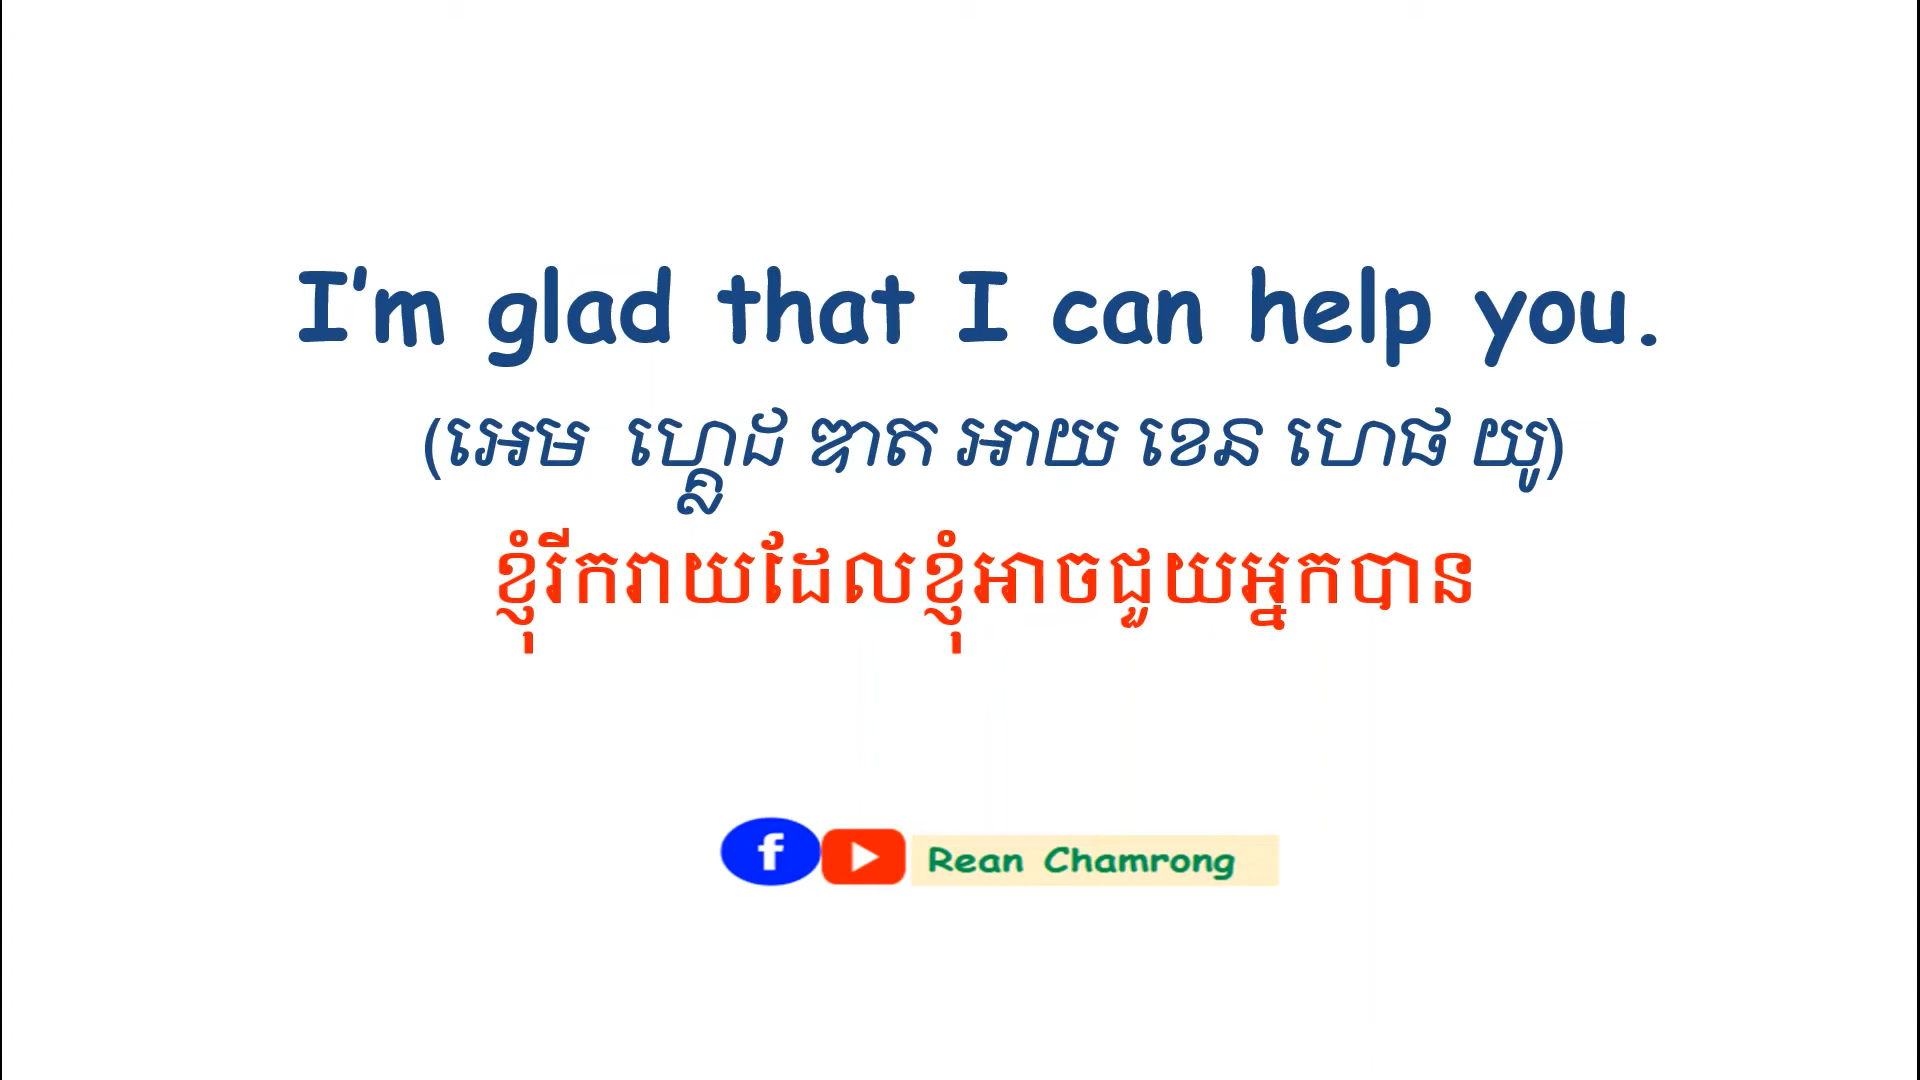 I’m glad that I can help you.
(អេម ហ្គ្លេដ ឌាត អាយ ខេន ហេផ យូ)
ខ្ញុំរីករាយដែលខ្ញុំអាចជួយអ្នកបាន
f Rean Chamrong